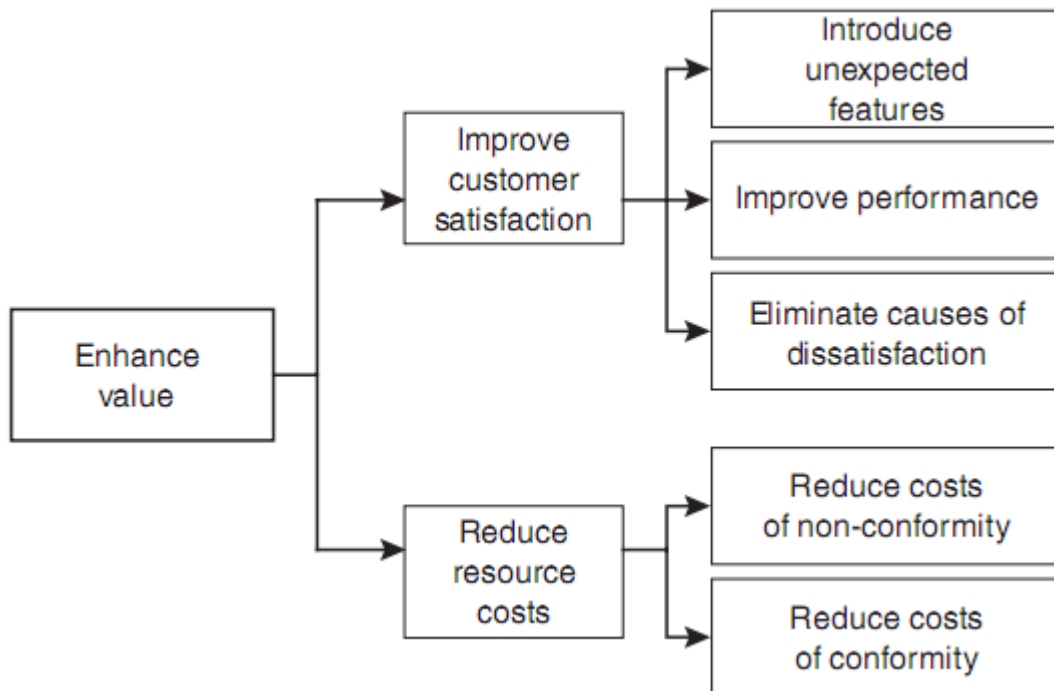 Introduce
unexpected
features
Improve
customer
satisfaction
Improve performance
Eliminate causes of
dissatisfaction
Enhance
value
Reduce costs
of non-conformity
Reduce
resource
costs
Reduce costs
of conformity